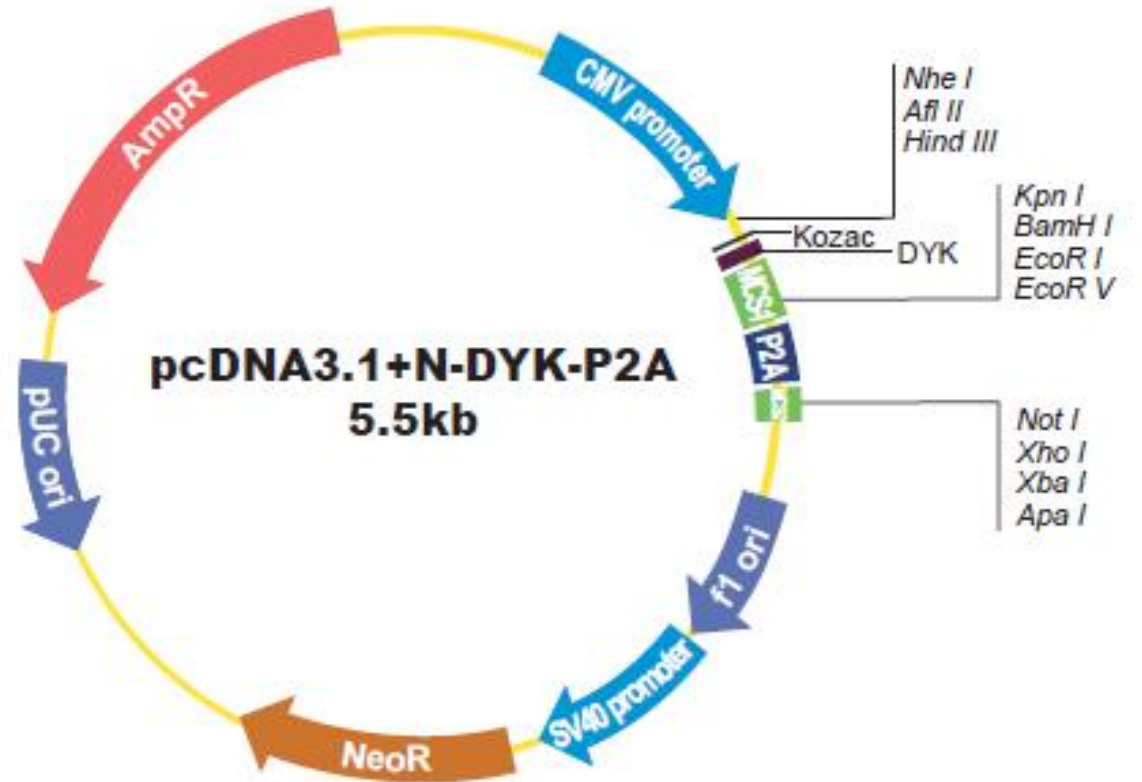 CMV promoter
Nhe I
Afl II
Hind III
Kozac
DYK
Kpn I
BamH I
EcoR I
EcoR V
P2A
Not I
Xho I
Xba I
Apa I
f1 ori
SV40 promoter
NeoR
pUC ori
AmpR
pcDNA3.1+N-DYK-P2A
5.5kb